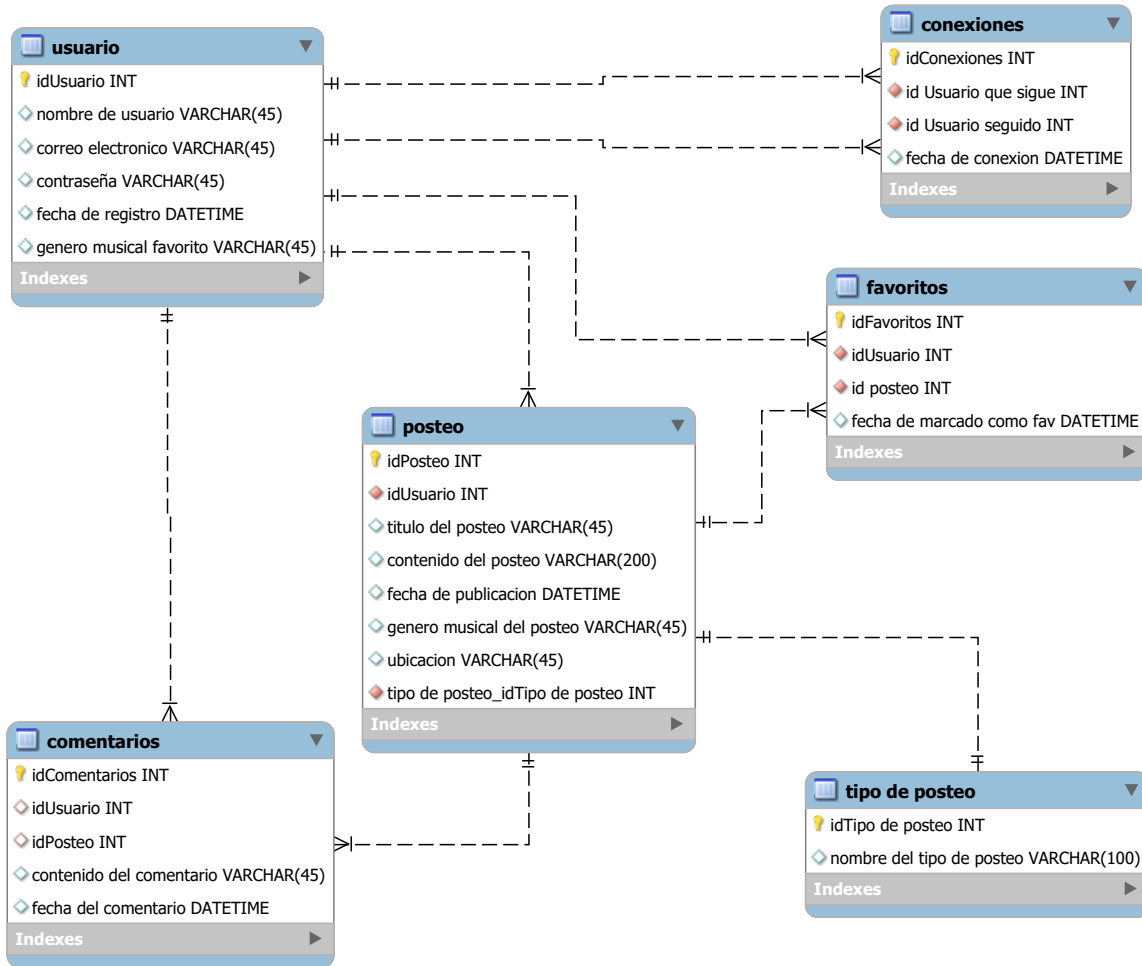 usuario
idUsuario INT
nombre de usuario VARCHAR(45)
correo electronico VARCHAR(45)
contraseña VARCHAR(45)
fecha de registro DATETIME
genero musical favorito VARCHAR(45)
Indexes
conexiones
idConexiones INT
id Usuario que sigue INT
id Usuario seguido INT
fecha de conexion DATETIME
Indexes
favoritos
idFavoritos INT
idUsuario INT
id posteo INT
fecha de marcado como fav DATETIME
Indexes
posteo
idPosteo INT
idUsuario INT
titulo del posteo VARCHAR(45)
contenido del posteo VARCHAR(200)
fecha de publicacion DATETIME
genero musical del posteo VARCHAR(45)
ubicacion VARCHAR(45)
tipo de posteo_idTipo de posteo INT
Indexes
comentarios
idComentarios INT
idUsuario INT
idPosteo INT
contenido del comentario VARCHAR(45)
fecha del comentario DATETIME
Indexes
tipo de posteo
idTipo de posteo INT
nombre del tipo de posteo VARCHAR(100)
Indexes